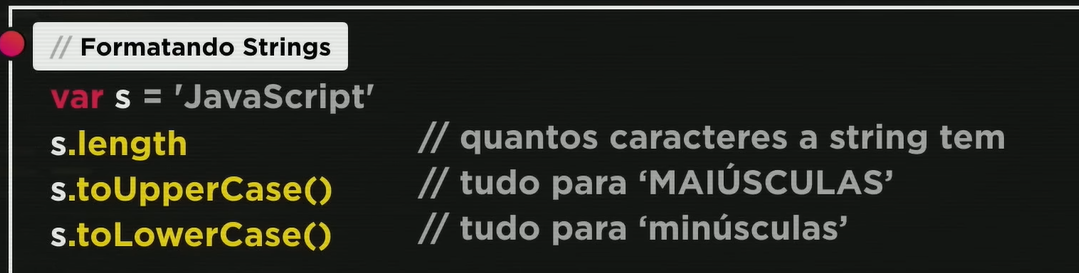 // Formatando Strings
var s = 'JavaScript'
s.length // quantos caracteres a string tem
s.toUpperCase() // tudo para ‘MAIÚSCULAS’
s.toLowerCase() // tudo para ‘minúsculas’